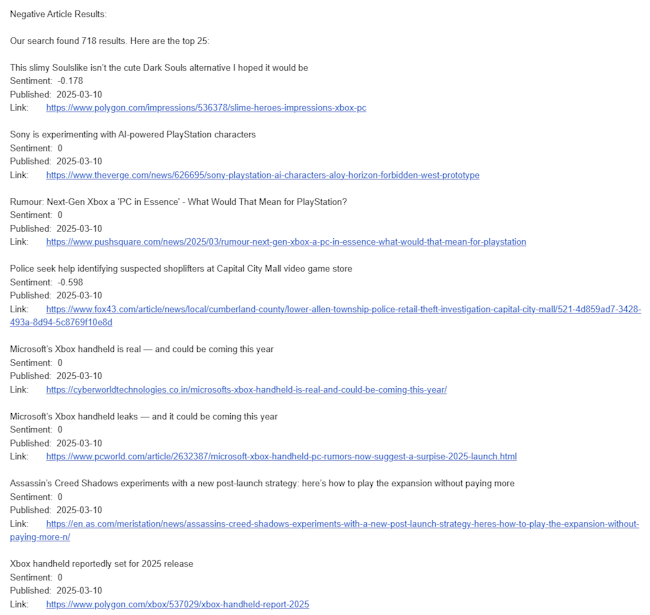 Negative Article Results:
Our search found 718 results. Here are the top 25:
This slimy Soulslike isn't the cute Dark Souls alternative I hoped it would be
Sentiment: -0.178
Published: 2025-03-10
Link: https://www.polygon.com/impressions/536378/slime-heroes-impressions-xbox-pc
Sony is experimenting with AI-powered PlayStation characters
Sentiment: 0
Published: 2025-03-10
Link: https://www.theverge.com/news/626695/sony-playstation-ai-characters-aloy-horizon-forbidden-west-prototype
Rumour: Next-Gen Xbox a 'PC in Essence' - What Would That Mean for PlayStation?
Sentiment: 0
Published: 2025-03-10
Link: https://www.pushsquare.com/news/2025/03/rumour-next-gen-xbox-a-pc-in-essence-what-would-that-mean-for-playstation
Police seek help identifying suspected shoplifters at Capital City Mall video game store
Sentiment: -0.598
Published: 2025-03-10
Link: https://www.fox43.com/article/news/local/cumberland-county/lower-allen-township-police-retail-theft-investigation-capital-city-mall/521-4d859ad7-3428-
493a-8d94-5c8769f10e8d
Microsoft's Xbox handheld is real — and could be coming this year
Sentiment: 0
Published: 2025-03-10
Link: https://cyberworldtechnologies.co.in/microsofts-xbox-handheld-is-real-and-could-be-coming-this-year/
Microsoft's Xbox handheld leaks — and it could be coming this year
Sentiment: 0
Published: 2025-03-10
Link: https://www.pcworld.com/article/2632387/microsoft-xbox-handheld-pc-rumors-now-suggest-a-surpise-2025-launch.html
Assassin's Creed Shadows experiments with a new post-launch strategy: here's how to play the expansion without paying more
Sentiment: 0
Published: 2025-03-10
Link: https://en.as.com/meristation/news/assassins-creed-shadows-experiments-with-a-new-post-launch-strategy-heres-how-to-play-the-expansion-without-
paying-more-n/
Xbox handheld reportedly set for 2025 release
Sentiment: 0
Published: 2025-03-10
Link: https://www.polygon.com/xbox/537029/xbox-handheld-report-2025